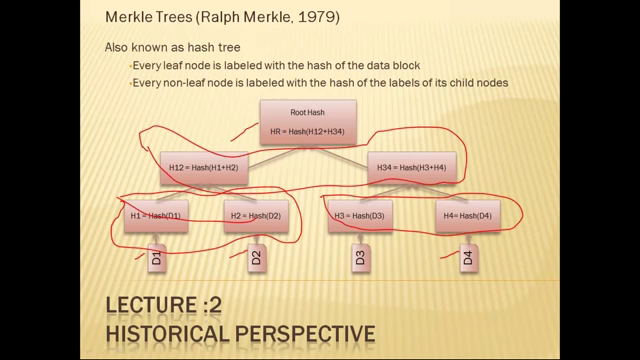 Merkle Trees (Ralph Merkle, 1979)
Also known as hash tree
Every leaf node is labeled with the hash of the data block
Every non-leaf node is labeled with the hash of the labels of its child nodes
Root Hash
HR = Hash(H12+H34)
H12 = Hash(H1+H2)
H34 = Hash(H3+H4)
H1 = Hash(D1)
H2 = Hash(D2)
H3 = Hash(D3)
H4= Hash(D4)
D1
D2
D3
D4
LECTURE :2
HISTORICAL PERSPECTIVE